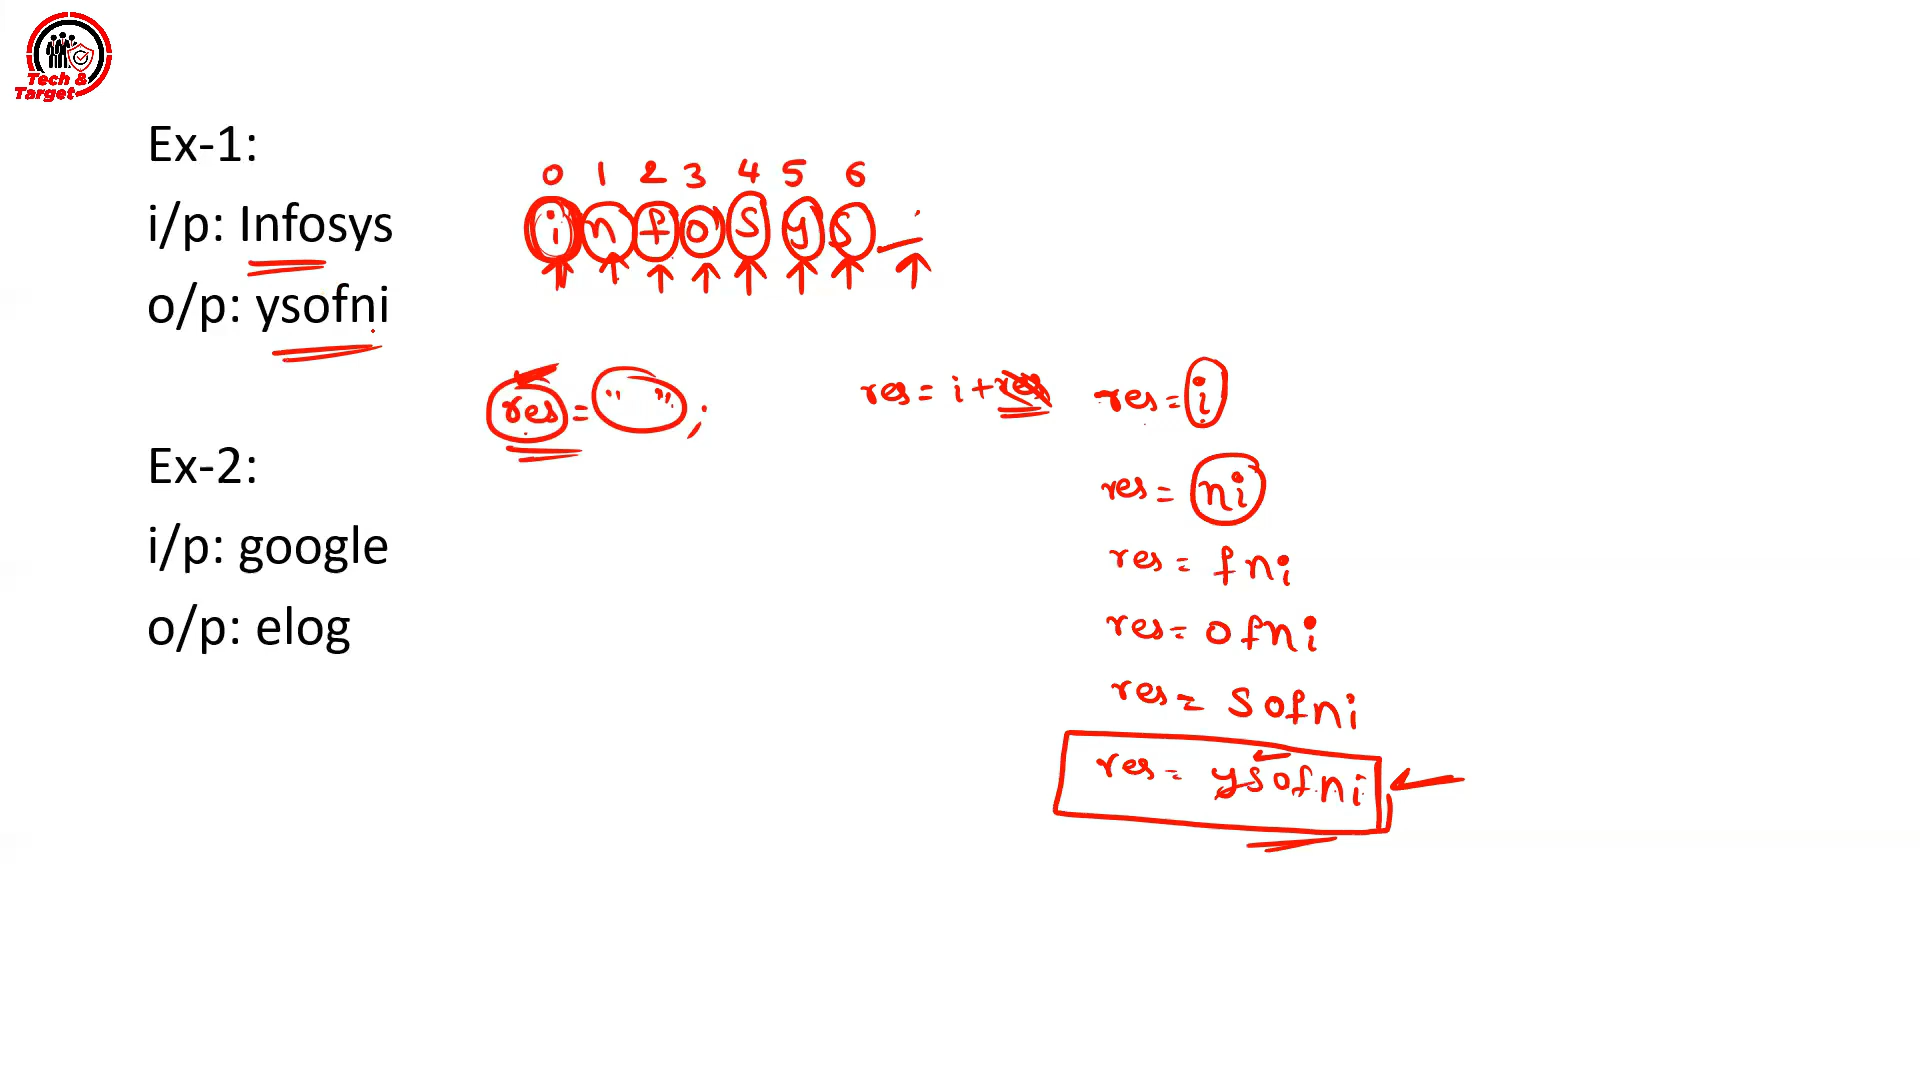 Tech &
Target
Ex-1:
0 1 2 3 4 5 6
i/p: Infosys
i n f o s y s
o/p: ysofni
res = " ";
res = i + res
res = i
Ex-2:
res = ni
i/p: google
res = fni
o/p: elog
res = ofni
res = sofni
res = ysofni